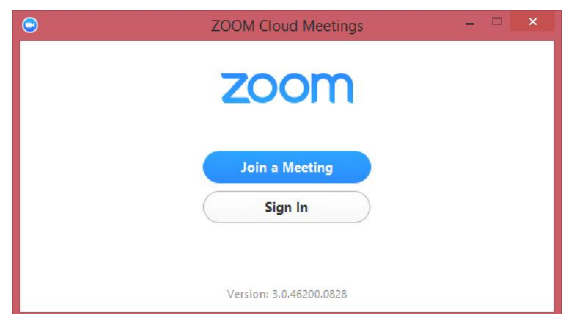 ZOOM Cloud Meetings
zoom
Join a Meeting
Sign In
Version: 3.0.46200.0828